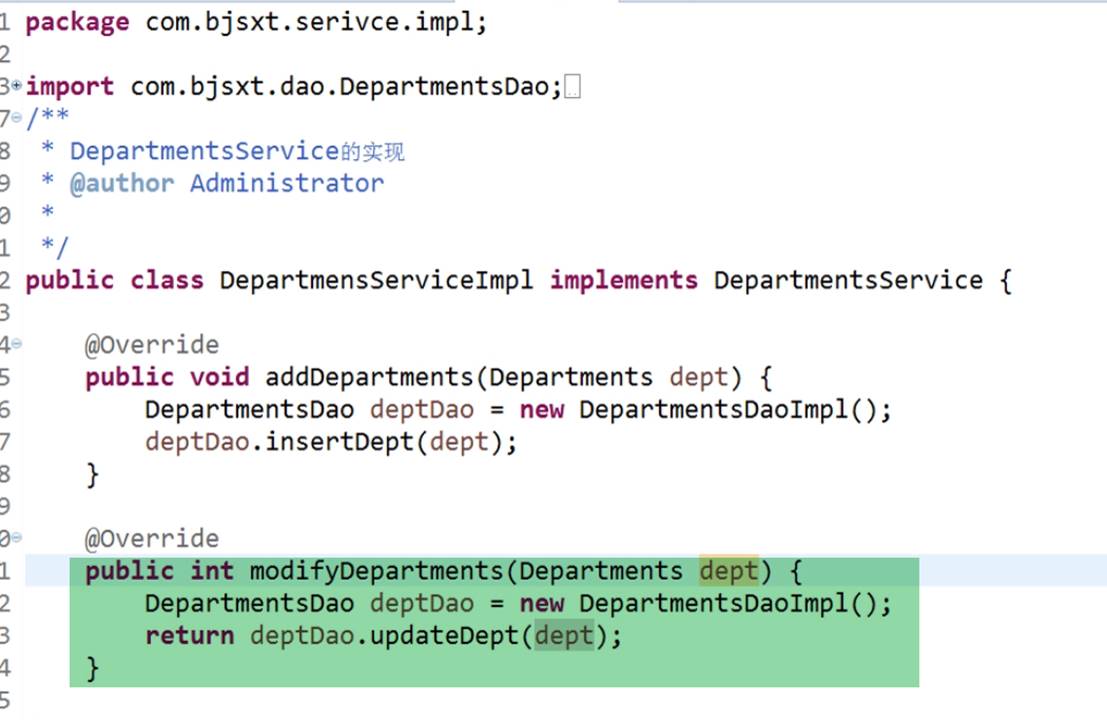 1 package com.bjsxt.serivce.impl;
2
3 import com.bjsxt.dao.DepartmentsDao;
7 /**
8  * DepartmentsService的实现
9  * @author Administrator
0  *
1  */
2 public class DepartmensServiceImpl implements DepartmentsService {
3
4     @Override
5     public void addDepartments(Departments dept) {
6         DepartmentsDao deptDao = new DepartmentsDaoImpl();
7         deptDao.insertDept(dept);
8     }
9
0     @Override
1     public int modifyDepartments(Departments dept) {
2         DepartmentsDao deptDao = new DepartmentsDaoImpl();
3         return deptDao.updateDept(dept);
4     }
5